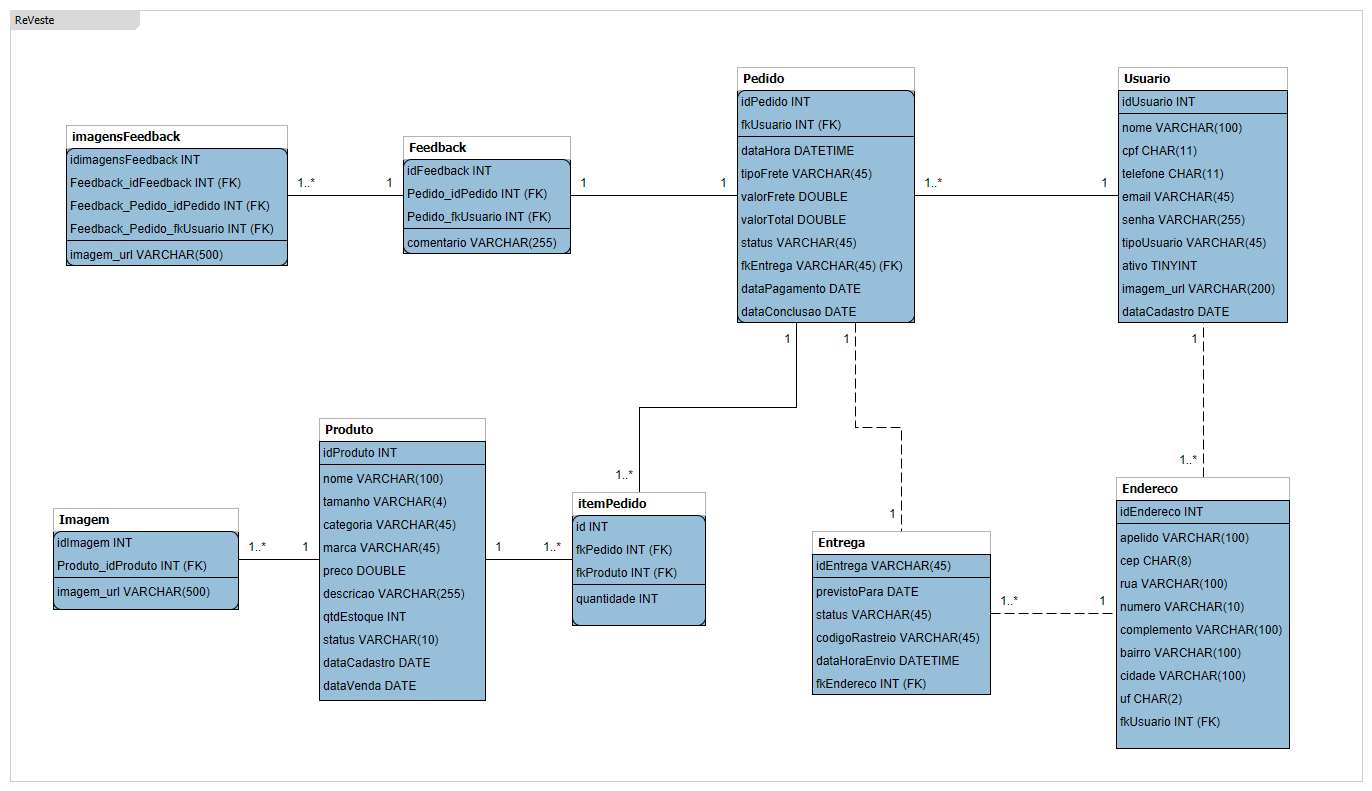 ReVeste
imagensFeedback
idimagensFeedback INT
Feedback_idFeedback INT (FK)
Feedback_Pedido_idPedido INT (FK)
Feedback_Pedido_fkUsuario INT (FK)
imagem_url VARCHAR(500)
1..*
1
Feedback
idFeedback INT
Pedido_idPedido INT (FK)
Pedido_fkUsuario INT (FK)
comentario VARCHAR(255)
1
1
Pedido
idPedido INT
fkUsuario INT (FK)
dataHora DATETIME
tipoFrete VARCHAR(45)
valorFrete DOUBLE
valorTotal DOUBLE
status VARCHAR(45)
fkEntrega VARCHAR(45) (FK)
dataPagamento DATE
dataConclusao DATE
1..*
1
Usuario
idUsuario INT
nome VARCHAR(100)
cpf CHAR(11)
telefone CHAR(11)
email VARCHAR(45)
senha VARCHAR(255)
tipoUsuario VARCHAR(45)
ativo TINYINT
imagem_url VARCHAR(200)
dataCadastro DATE
1
1
1
1..*
1..*
1
Imagem
idImagem INT
Produto_idProduto INT (FK)
imagem_url VARCHAR(500)
1..*
1
Produto
idProduto INT
nome VARCHAR(100)
tamanho VARCHAR(4)
categoria VARCHAR(45)
marca VARCHAR(45)
preco DOUBLE
descricao VARCHAR(255)
qtdEstoque INT
status VARCHAR(10)
dataCadastro DATE
dataVenda DATE
1
1..*
itemPedido
id INT
fkPedido INT (FK)
fkProduto INT (FK)
quantidade INT
Entrega
idEntrega VARCHAR(45)
previstoPara DATE
status VARCHAR(45)
codigoRastreio VARCHAR(45)
dataHoraEnvio DATETIME
fkEndereco INT (FK)
1..*
1
Endereco
idEndereco INT
apelido VARCHAR(100)
cep CHAR(8)
rua VARCHAR(100)
numero VARCHAR(10)
complemento VARCHAR(100)
bairro VARCHAR(100)
cidade VARCHAR(100)
uf CHAR(2)
fkUsuario INT (FK)